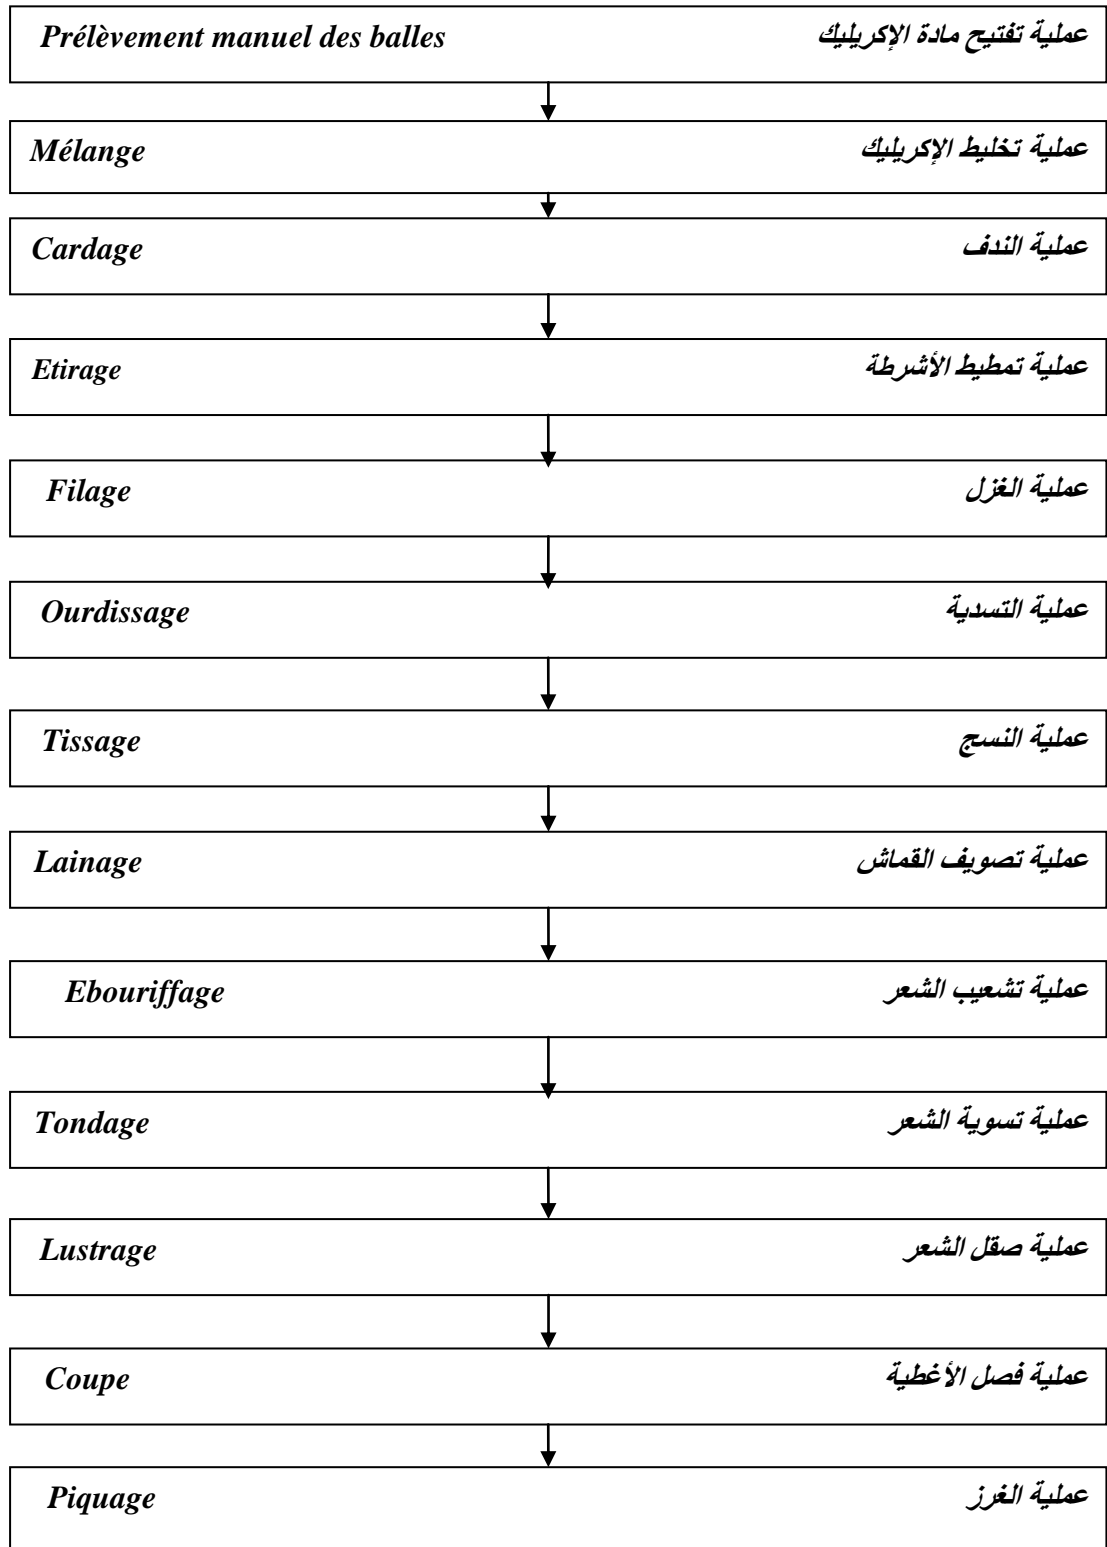 Prélèvement manuel des balles عملية تفتيح مادة الإكريليك
Mélange عملية تخليط الإكريليك
Cardage عملية الندف
Etirage عملية تمطيط الأشرطة
Filage عملية الغزل
Ourdissage عملية التسدية
Tissage عملية النسج
Lainage عملية تصويف القماش
Ebouriffage عملية تشعيب الشعر
Tondage عملية تسوية الشعر
Lustrage عملية صقل الشعر
Coupe عملية فصل الأغطية
Piquage عملية الغرز